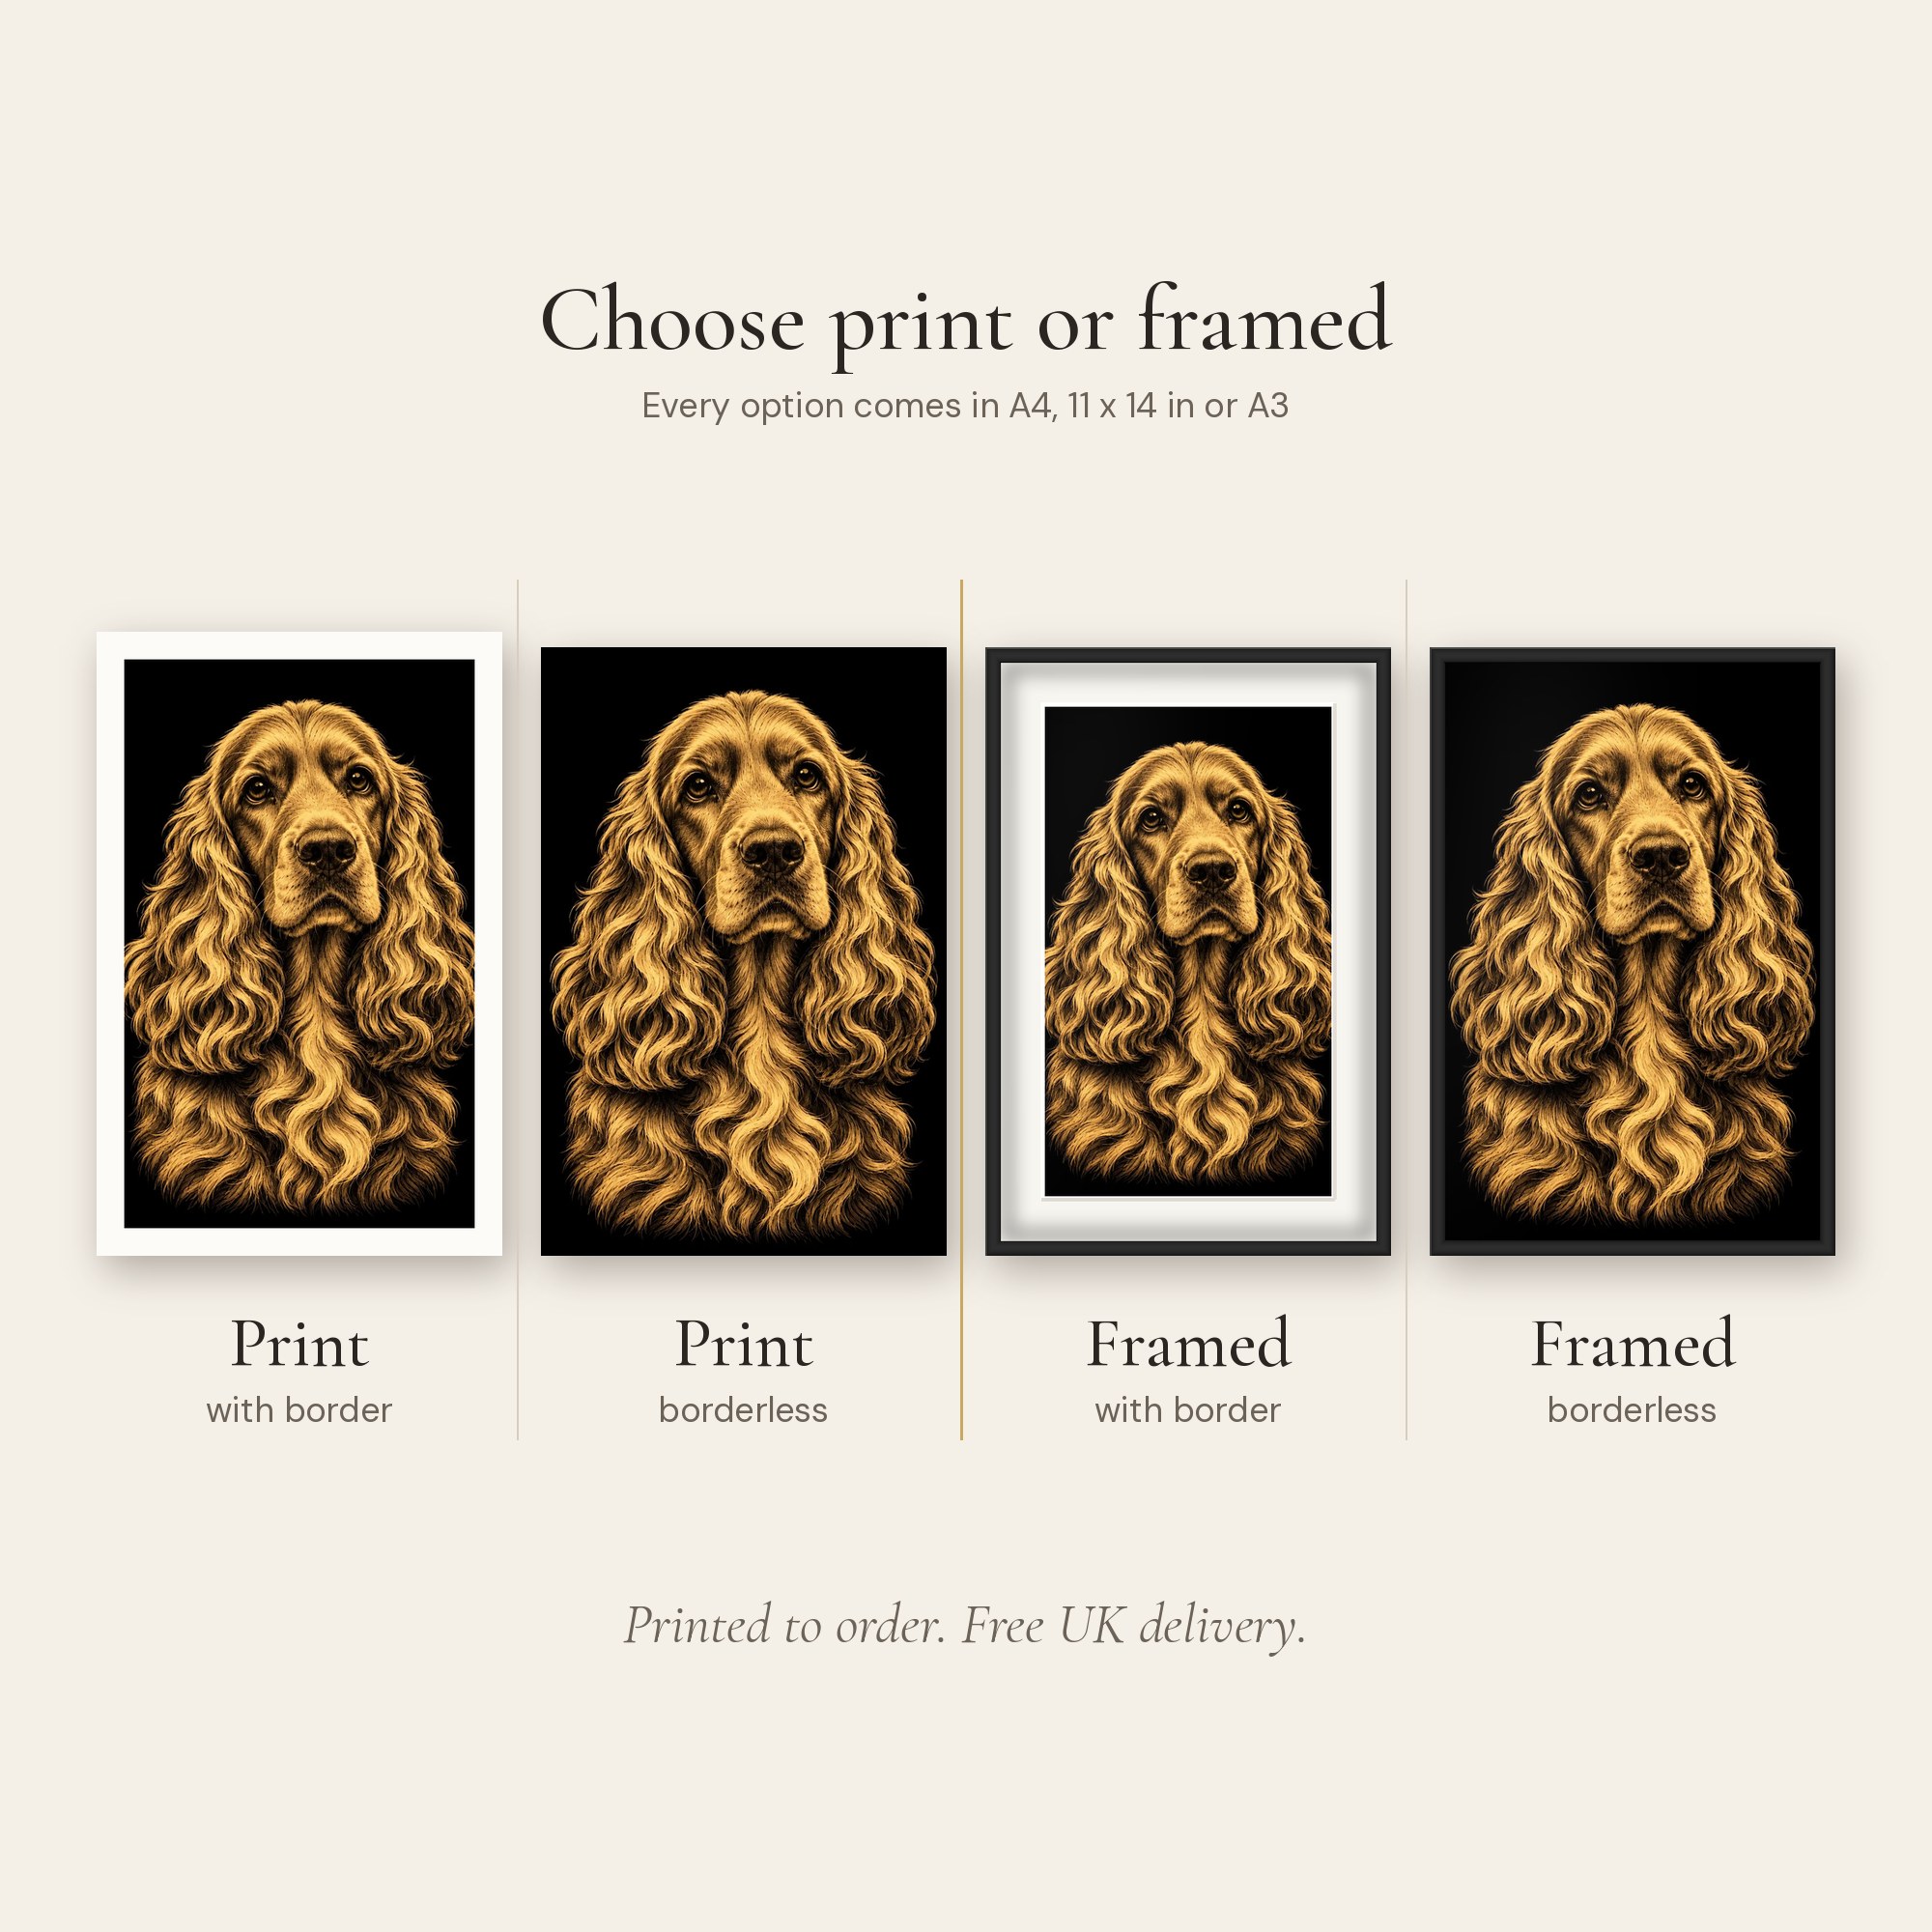 Choose print or framed
Every option comes in A4, 11 x 14 in or A3
Print
with border
Print
borderless
Framed
with border
Framed
borderless
Printed to order. Free UK delivery.